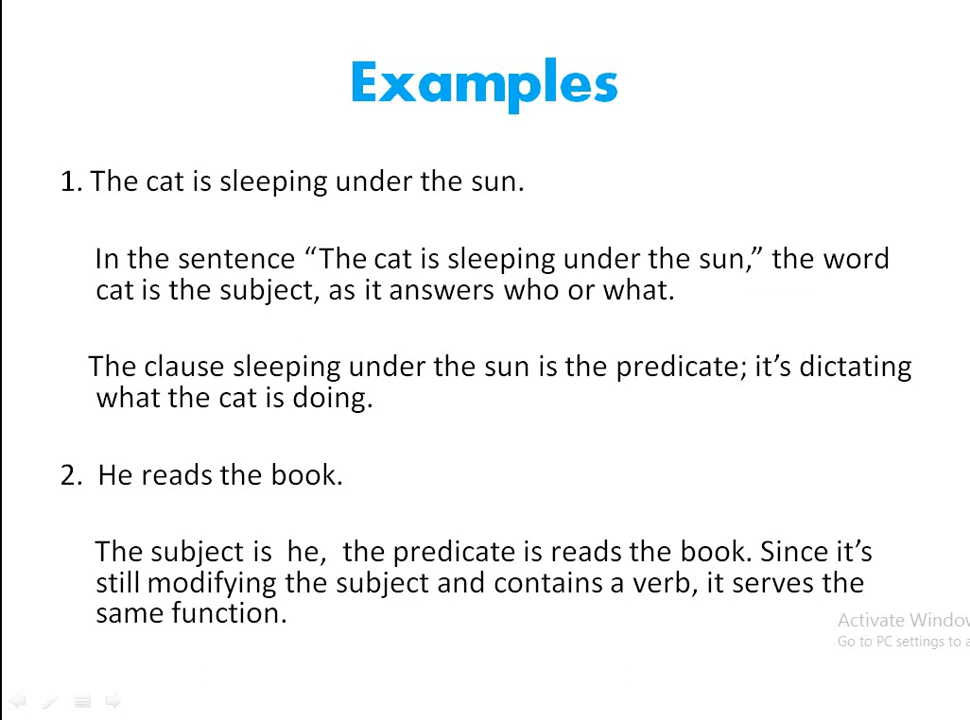 Examples
1. The cat is sleeping under the sun.
In the sentence “The cat is sleeping under the sun,” the word
cat is the subject, as it answers who or what.
The clause sleeping under the sun is the predicate; it’s dictating
what the cat is doing.
2. He reads the book.
The subject is he, the predicate is reads the book. Since it’s
still modifying the subject and contains a verb, it serves the
same function.
Activate Window
Go to PC settings to a